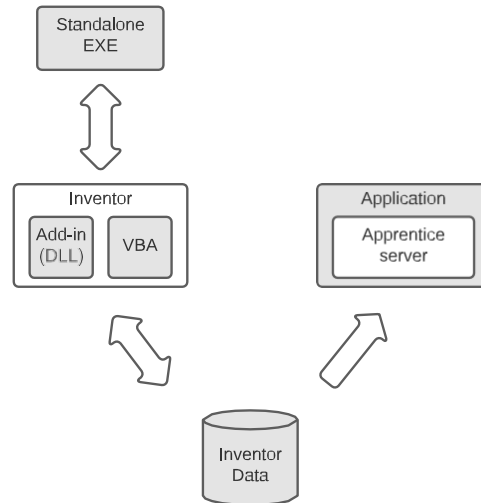 Standalone
EXE
Inventor
Add-in
(DLL)
VBA
Application
Apprentice
server
Inventor
Data